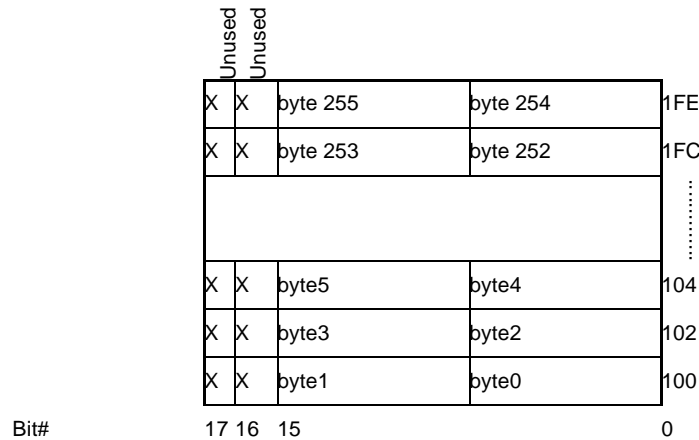 Unused Unused
X X byte 255 byte 254 1FE
X X byte 253 byte 252 1FC
X X byte5 byte4 104
X X byte3 byte2 102
X X byte1 byte0 100
Bit# 17 16 15 0